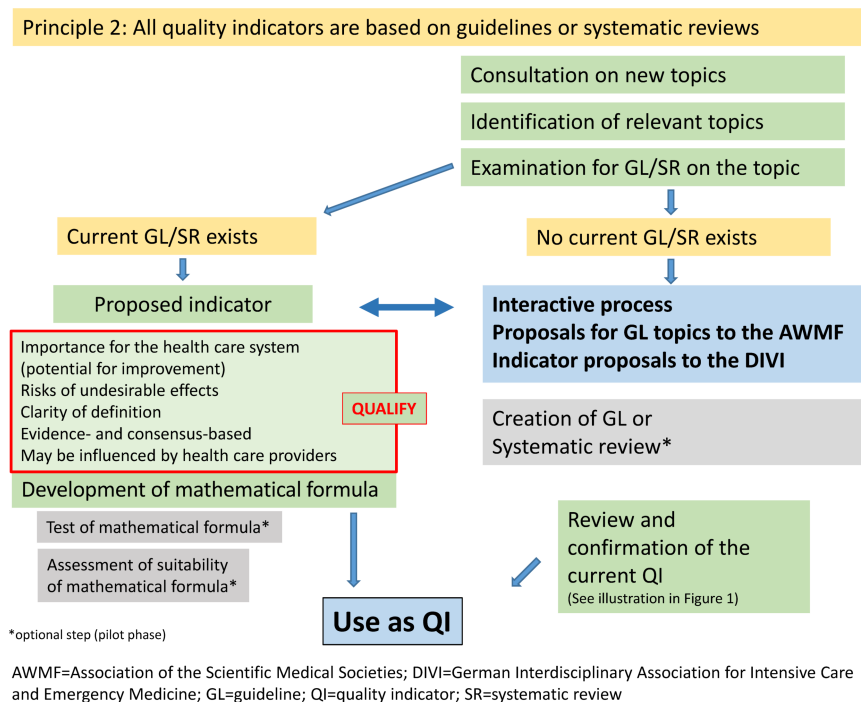 Principle 2: All quality indicators are based on guidelines or systematic reviews
Consultation on new topics
Identification of relevant topics
Examination for GL/SR on the topic
Current GL/SR exists
No current GL/SR exists
Proposed indicator
Interactive process
Proposals for GL topics to the AWMF
Indicator proposals to the DIVI
Importance for the health care system
(potential for improvement)
Risks of undesirable effects
Clarity of definition
Evidence- and consensus-based
May be influenced by health care providers
QUALIFY
Creation of GL or
Systematic review*
Development of mathematical formula
Test of mathematical formula*
Assessment of suitability
of mathematical formula*
Review and
confirmation of the
current QI
(See illustration in Figure 1)
Use as QI
*optional step (pilot phase)
AWMF=Association of the Scientific Medical Societies; DIVI=German Interdisciplinary Association for Intensive Care
and Emergency Medicine; GL=guideline; QI=quality indicator; SR=systematic review